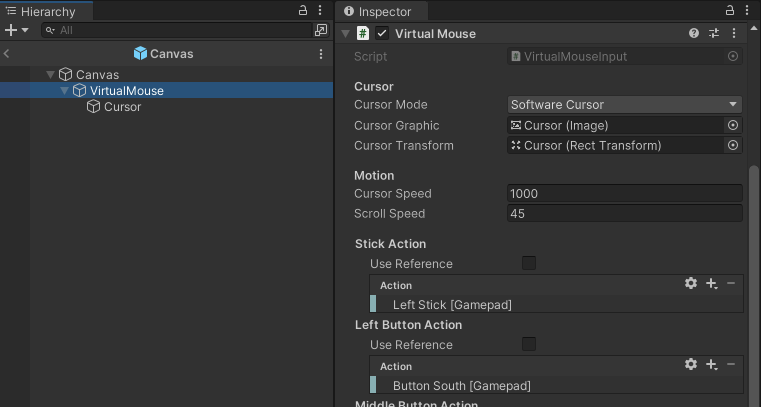 Hierarchy
All
Canvas
Canvas
VirtualMouse
Cursor
Inspector
# Virtual Mouse
Script # VirtualMouseInput
Cursor
Cursor Mode Software Cursor
Cursor Graphic Cursor (Image)
Cursor Transform Cursor (Rect Transform)
Motion
Cursor Speed 1000
Scroll Speed 45
Stick Action
Use Reference
Action
Left Stick [Gamepad]
Left Button Action
Use Reference
Action
Button South [Gamepad]
Middle Button Action